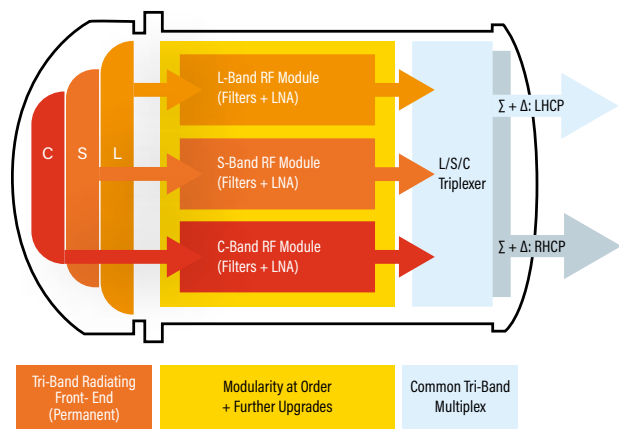 C
S
L
L-Band RF Module
(Filters + LNA)
S-Band RF Module
(Filters + LNA)
C-Band RF Module
(Filters + LNA)
L/S/C
Triplexer
∑ + Δ: LHCP
∑ + Δ: RHCP
Tri-Band Radiating
Front- End
(Permanent)
Modularity at Order
+ Further Upgrades
Common Tri-Band
Multiplex